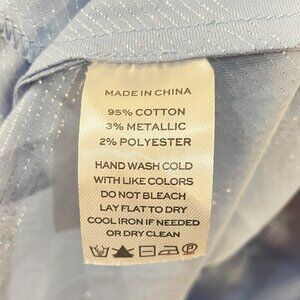 MADE IN CHINA
95% COTTON
3% METALLIC
2% POLYESTER
HAND WASH COLD
WITH LIKE COLORS
DO NOT BLEACH
LAY FLAT TO DRY
COOL IRON IF NEEDED
OR DRY CLEAN
P